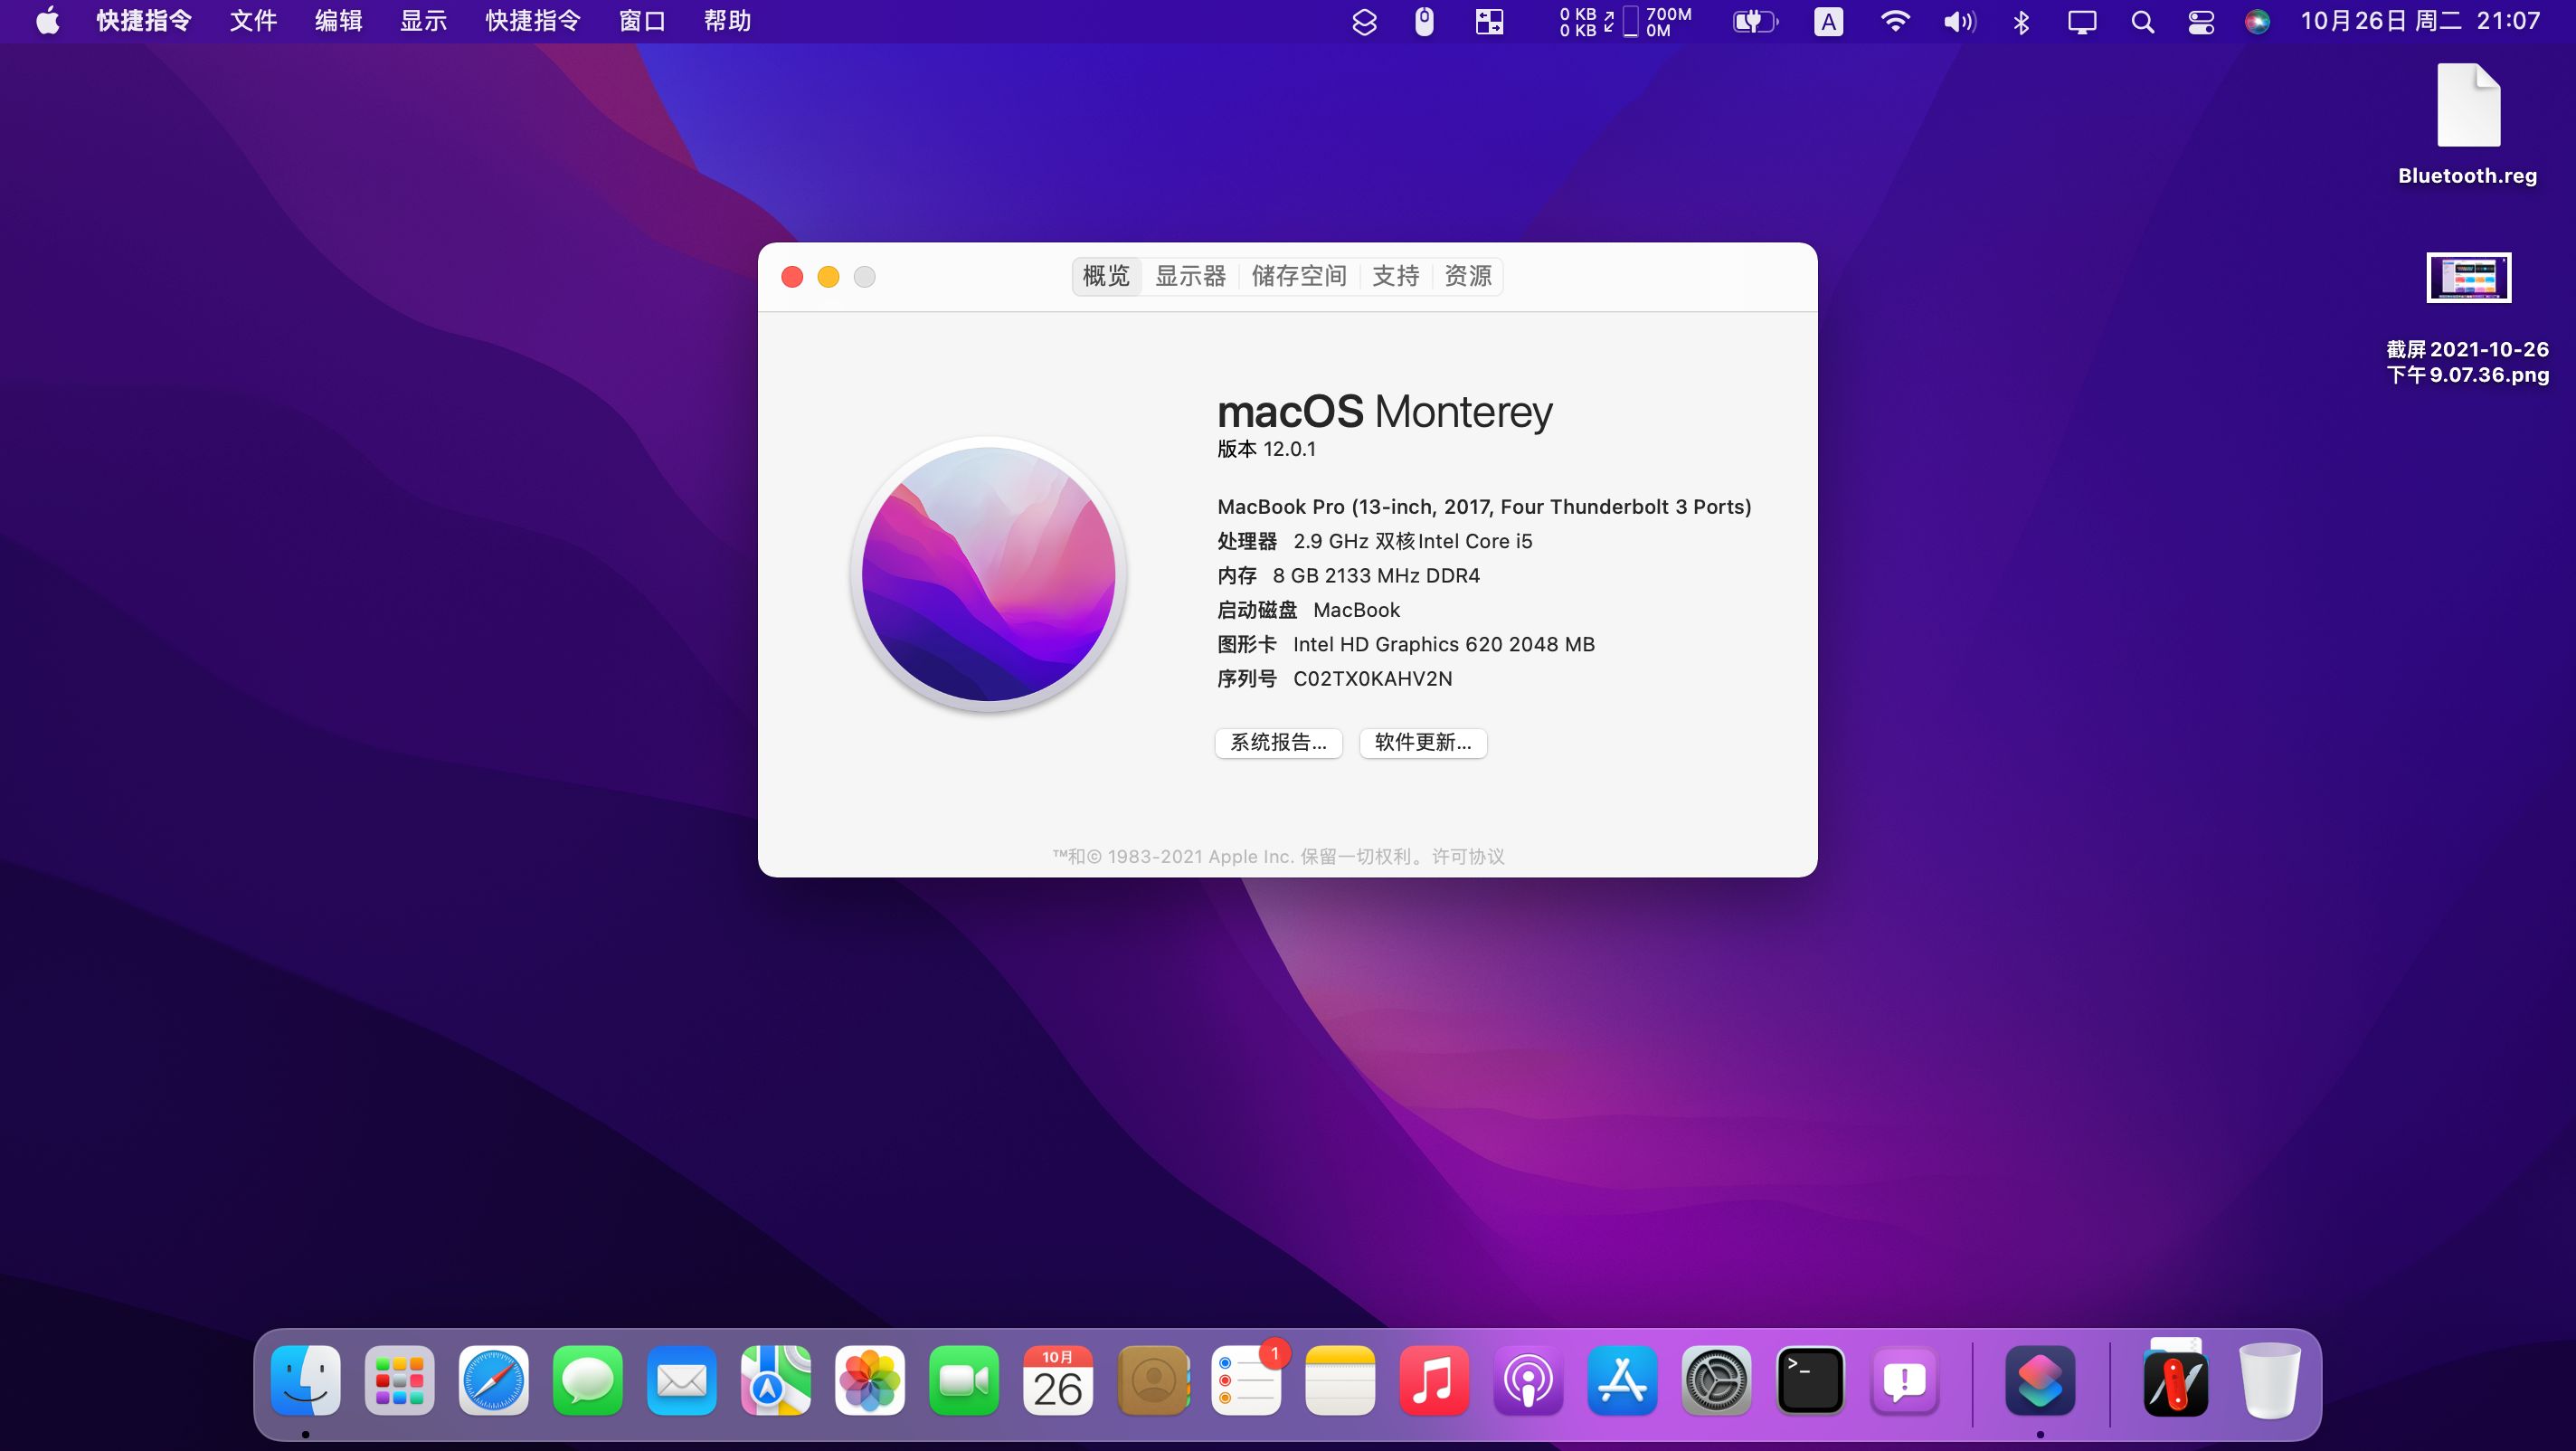 快捷指令 文件 编辑 显示 快捷指令 窗口 帮助 0 KB 700M A 10月26日 周二 21:07
0 KB 0M
Bluetooth.reg
截屏2021-10-26
下午9.07.36.png
概览 显示器 储存空间 支持 资源
macOS Monterey
版本 12.0.1
MacBook Pro (13-inch, 2017, Four Thunderbolt 3 Ports)
处理器 2.9 GHz 双核Intel Core i5
内存 8 GB 2133 MHz DDR4
启动磁盘 MacBook
图形卡 Intel HD Graphics 620 2048 MB
序列号 C02TX0KAHV2N
系统报告... 软件更新...
™和© 1983-2021 Apple Inc. 保留一切权利。许可协议
10月
26
1
>_